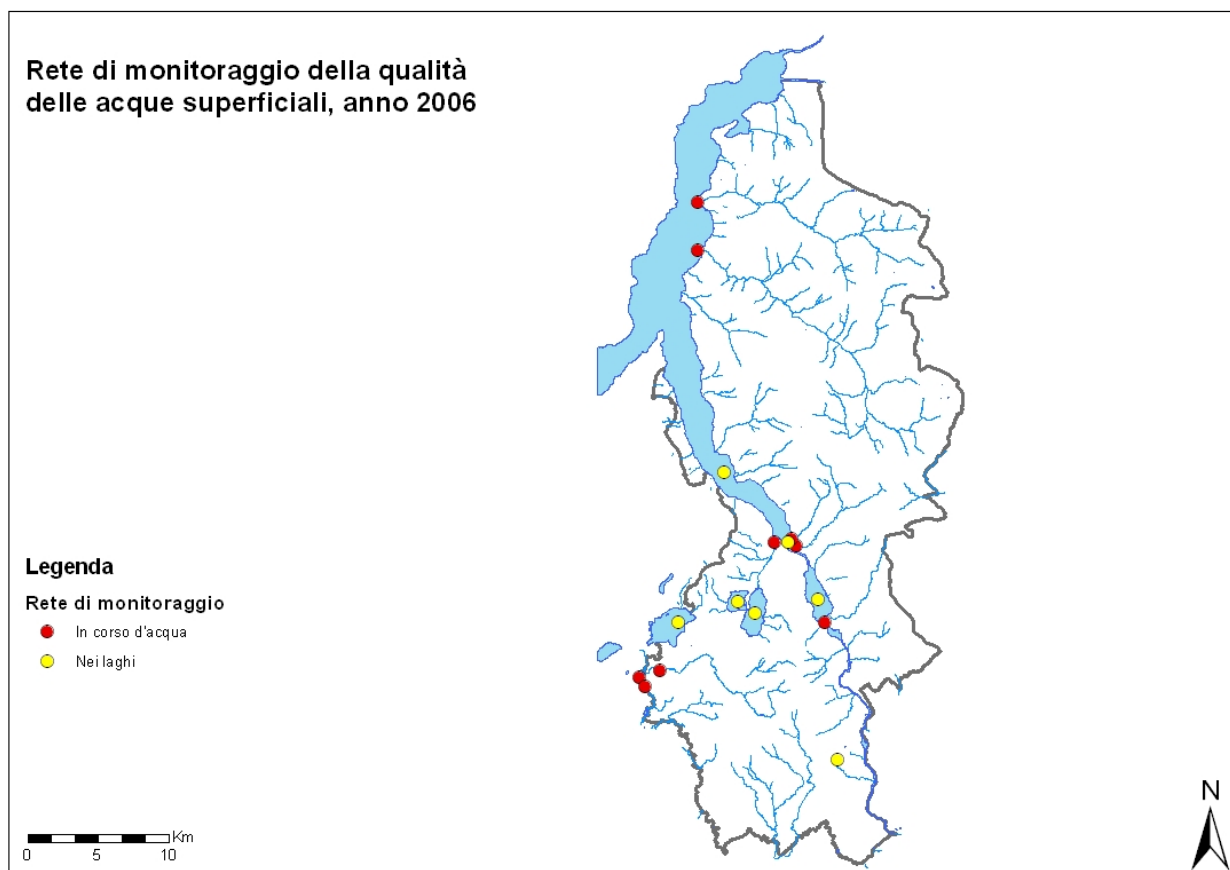 Rete di monitoraggio della qualità
delle acque superficiali, anno 2006
Legenda
Rete di monitoraggio
In corso d'acqua
Nei laghi
Km
0 5 10
N